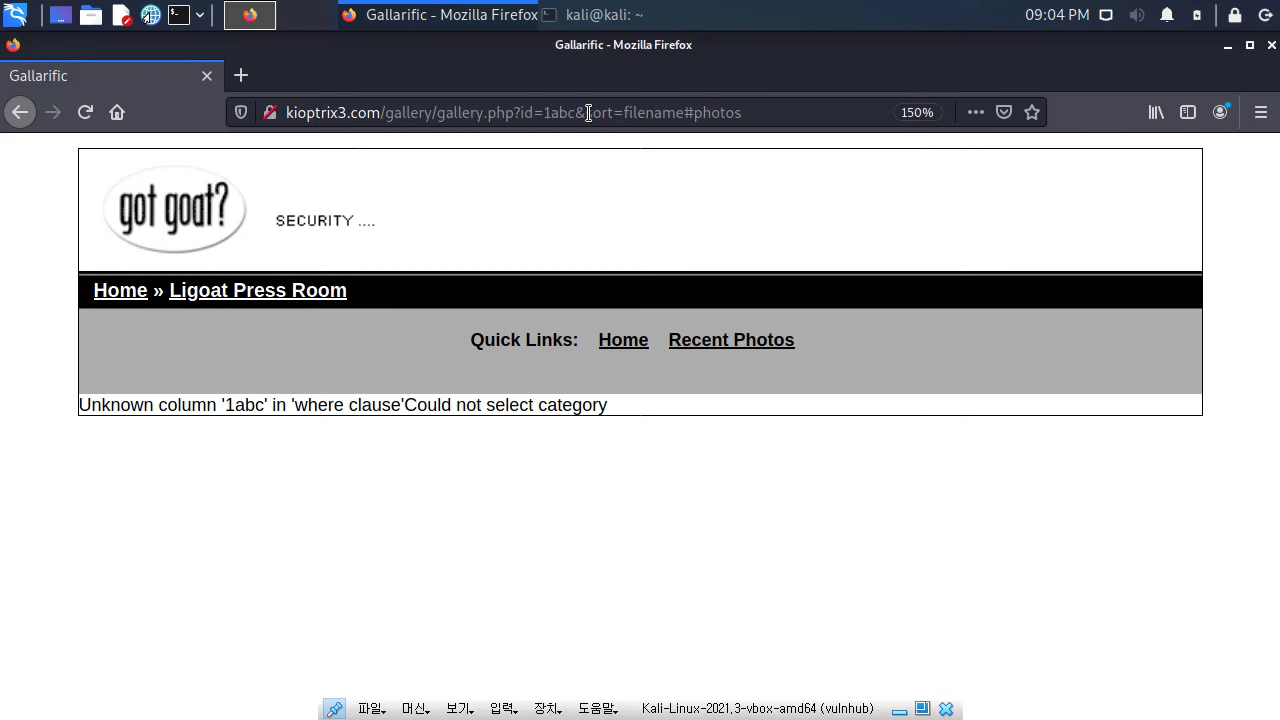 Gallarific - Mozilla Firefox
kali@kali: ~
09:04 PM
Gallarific - Mozilla Firefox
Gallarific
kioptrix3.com/gallery/gallery.php?id=1abc&sort=filename#photos
150%
got goat?
SECURITY ....
Home » Ligoat Press Room
Quick Links: Home Recent Photos
Unknown column '1abc' in 'where clause'Could not select category
파일 머신 보기 입력 장치 도움말 Kali-Linux-2021.3-vbox-amd64 (vulnhub)